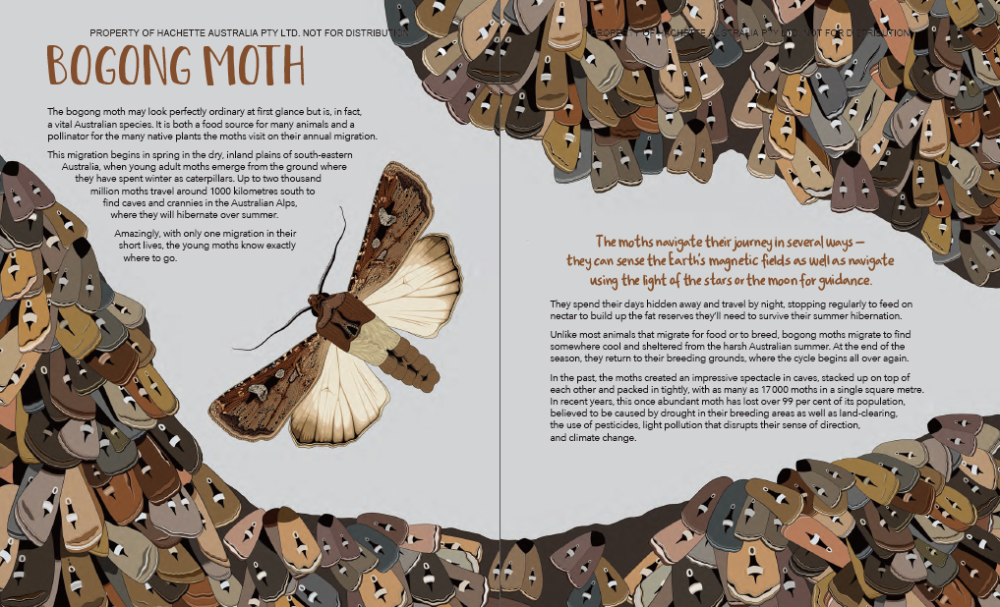 PROPERTY OF HACHETTE AUSTRALIA PTY LTD. NOT FOR DISTRIBUTION
PROPERTY OF HACHETTE AUSTRALIA PTY LTD. NOT FOR DISTRIBUTION
BOGONG MOTH
The bogong moth may look perfectly ordinary at first glance but is, in fact,
a vital Australian species. It is both a food source for many animals and a
pollinator for the many native plants the moths visit on their annual migration.
This migration begins in spring in the dry, inland plains of south-eastern
Australia, when young adult moths emerge from the ground where
they have spent winter as caterpillars. Up to two thousand
million moths travel around 1000 kilometres south to
find caves and crannies in the Australian Alps,
where they will hibernate over summer.
Amazingly, with only one migration in their
short lives, the young moths know exactly
where to go.
The moths navigate their journey in several ways –
they can sense the Earth's magnetic fields as well as navigate
using the light of the stars or the moon for guidance.
They spend their days hidden away and travel by night, stopping regularly to feed on
nectar to build up the fat reserves they'll need to survive their summer hibernation.
Unlike most animals that migrate for food or to breed, bogong moths migrate to find
somewhere cool and sheltered from the harsh Australian summer. At the end of the
season, they return to their breeding grounds, where the cycle begins all over again.
In the past, the moths created an impressive spectacle in caves, stacked up on top of
each other and packed in tightly, with as many as 17 000 moths in a single square metre.
In recent years, this once abundant moth has lost over 99 per cent of its population,
believed to be caused by drought in their breeding areas as well as land-clearing,
the use of pesticides, light pollution that disrupts their sense of direction,
and climate change.